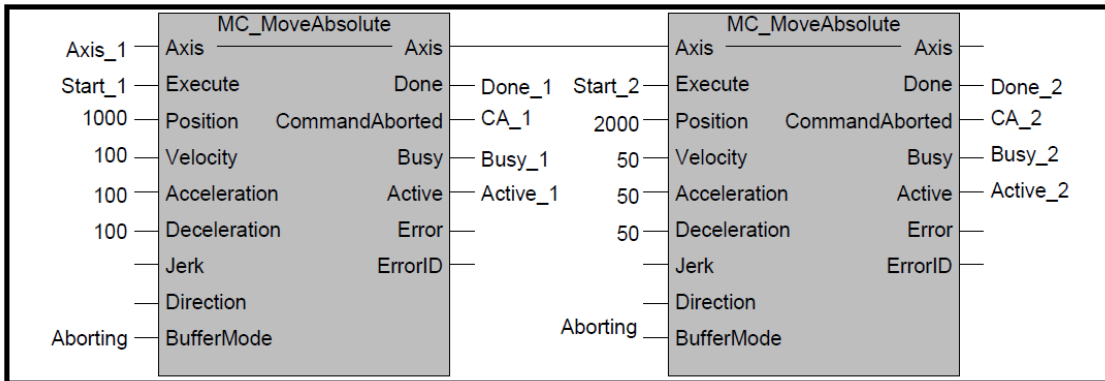 MC_MoveAbsolute MC_MoveAbsolute
Axis_1 Axis Axis Axis Axis
Start_1 Execute Done Done_1 Start_2 Execute Done Done_2
1000 Position CommandAborted CA_1 2000 Position CommandAborted CA_2
100 Velocity Busy Busy_1 50 Velocity Busy Busy_2
100 Acceleration Active Active_1 50 Acceleration Active Active_2
100 Deceleration Error 50 Deceleration Error
Jerk ErrorID Jerk ErrorID
Direction Direction
Aborting BufferMode Aborting BufferMode